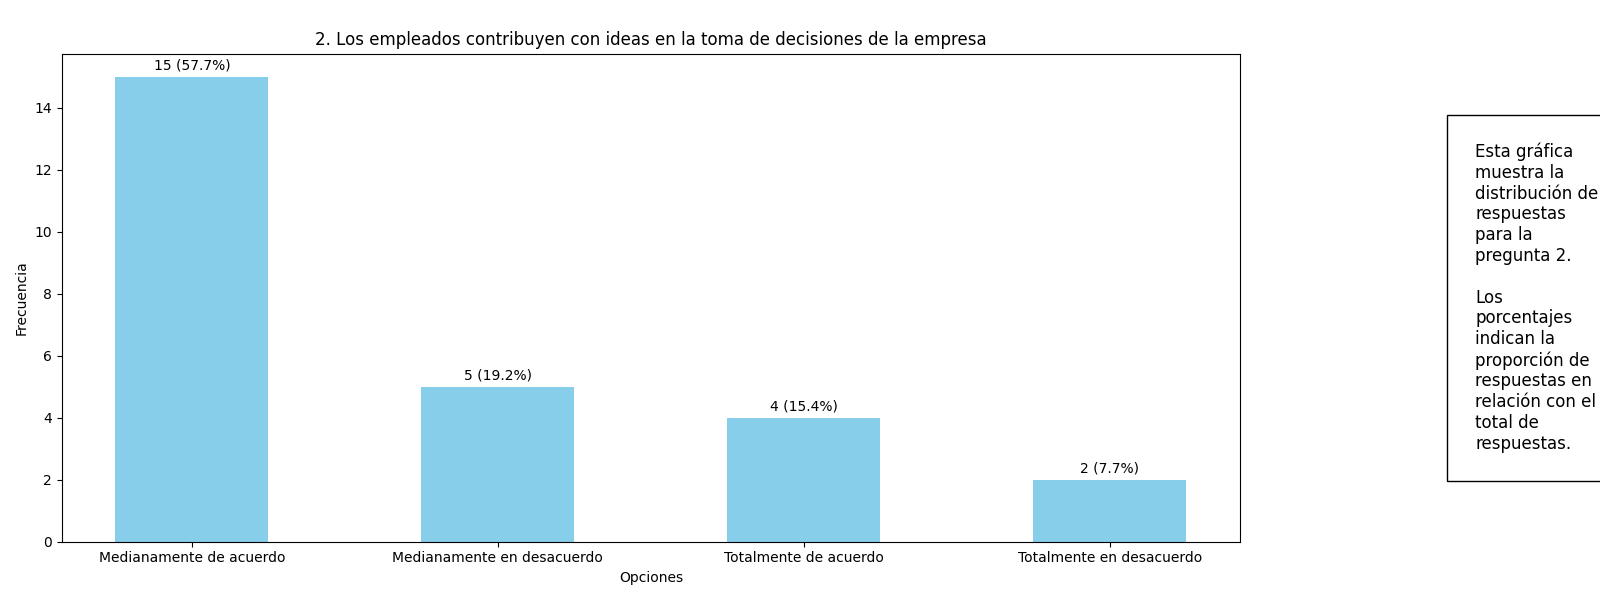 2. Los empleados contribuyen con ideas en la toma de decisiones de la empresa
15 (57.7%)
5 (19.2%)
4 (15.4%)
2 (7.7%)
14
12
10
8
6
4
2
0
Frecuencia
Medianamente de acuerdo
Medianamente en desacuerdo
Totalmente de acuerdo
Totalmente en desacuerdo
Opciones
Esta gráfica
muestra la
distribución de
respuestas
para la
pregunta 2.
Los
porcentajes
indican la
proporción de
respuestas en
relación con el
total de
respuestas.